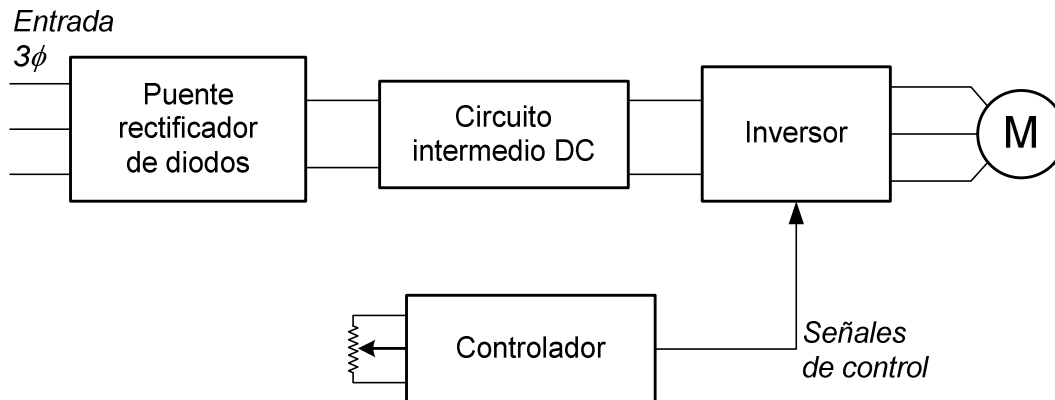 Entrada
3ϕ
Puente
rectificador
de diodos
Circuito
intermedio DC
Inversor
M
Controlador
Señales
de control